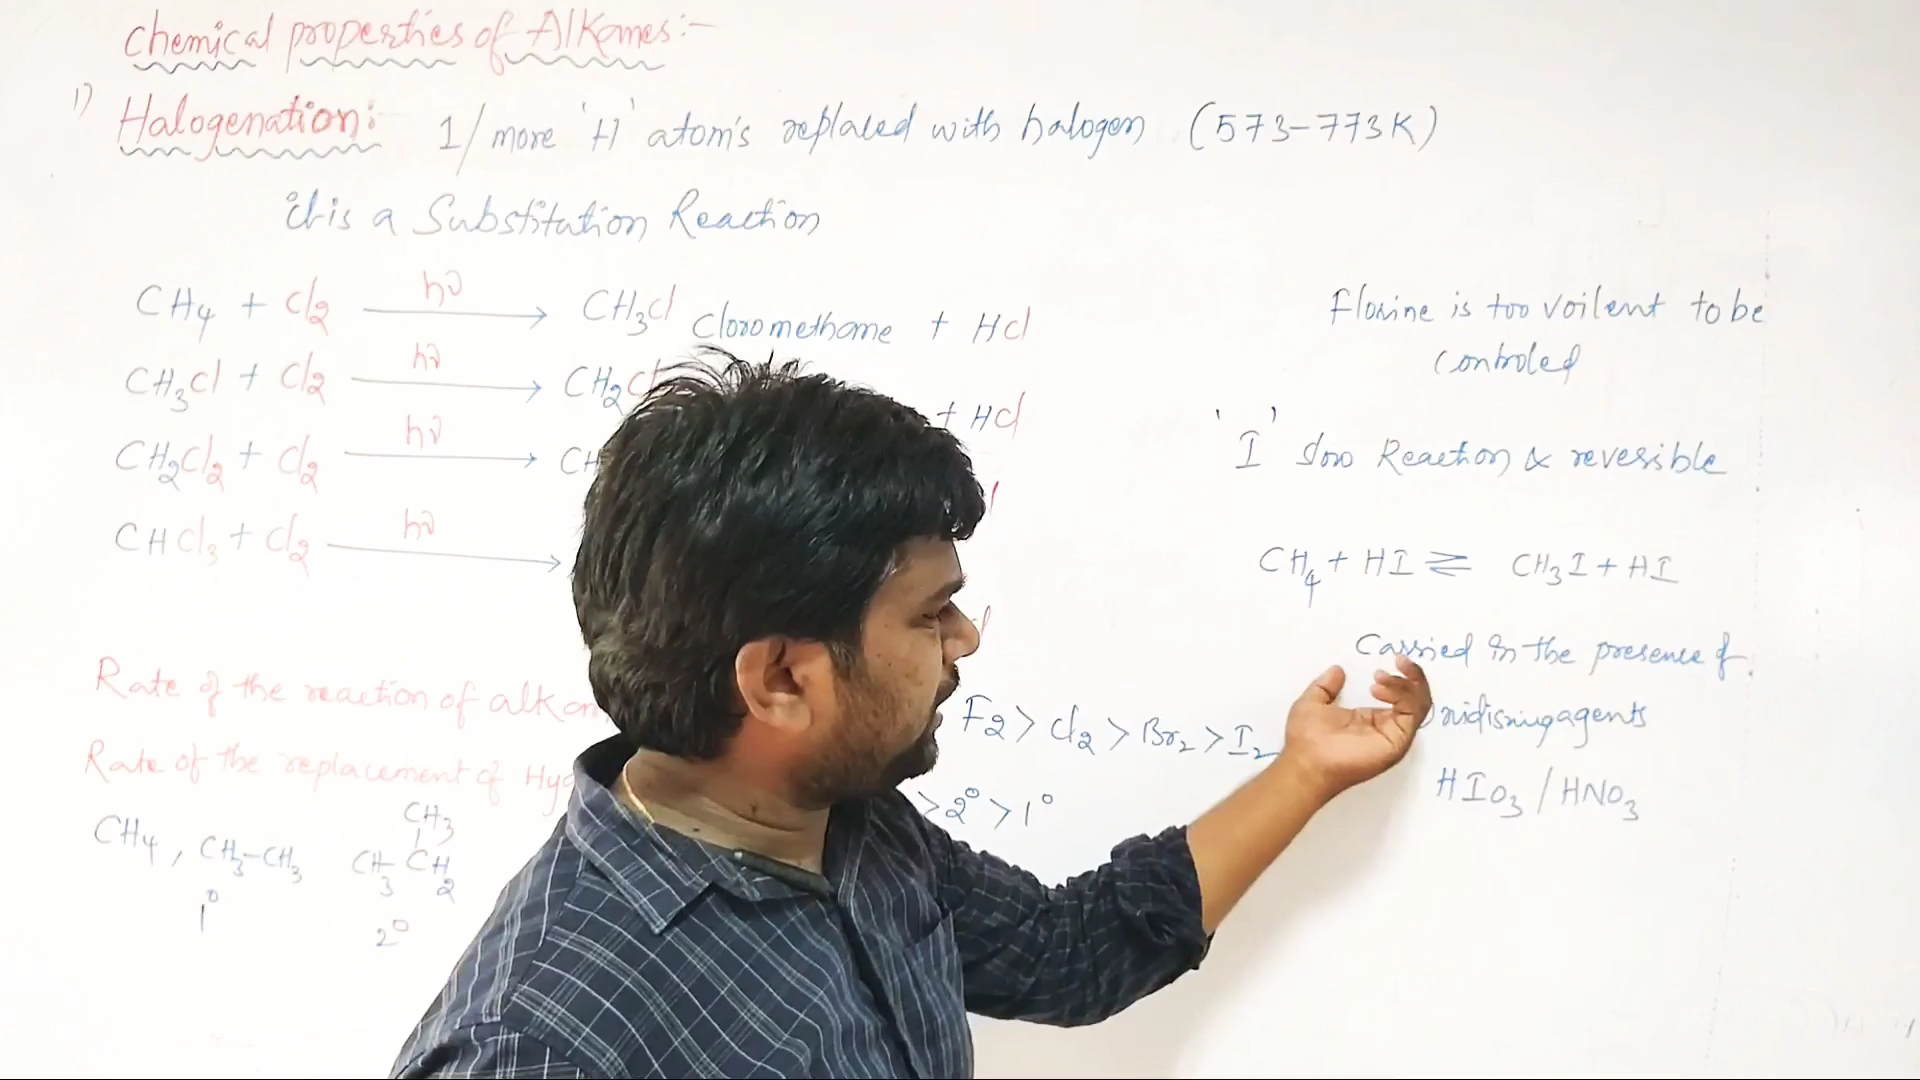 chemical properties of Alkanes:-
1) Halogenation: 1/more 'H' atom's replaced with halogen (573-773K)
it is a Substitution Reaction
CH4 + Cl2 hν → CH3Cl Cloromethane + HCl
CH3Cl + Cl2 hν → CH2Cl + HCl
CH2Cl2 + Cl2 hν → CH
CHCl3 + Cl2 hν →
Rate of the reaction of alkan F2 > Cl2 > Br2 > I2
Rate of the replacement of Hyd > 2° > 1°
CH4, CH3-CH3 CH3 CH2 CH3
1° 2°
Florine is too voilent to be
controled
'I' slow Reaction & reversible
CH4 + HI ⇌ CH3I + HI
Carried in the presence of
oxidising agents
HIO3 / HNO3